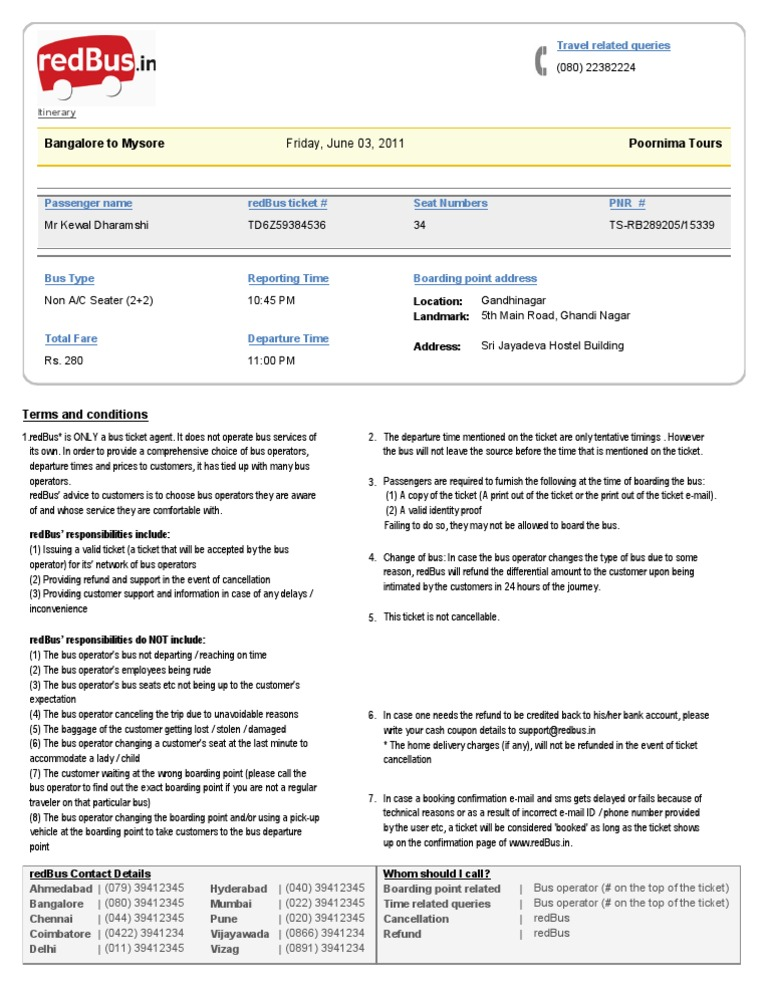 redBus.in
Travel related queries
(080) 22382224
Itinerary
Bangalore to Mysore Friday, June 03, 2011 Poornima Tours
Passenger name redBus ticket # Seat Numbers PNR #
Mr Kewal Dharamshi TD6Z59384536 34 TS-RB289205/15339
Bus Type Reporting Time Boarding point address
Non A/C Seater (2+2) 10:45 PM Location: Gandhinagar
Landmark: 5th Main Road, Ghandi Nagar
Total Fare Departure Time
Address: Sri Jayadeva Hostel Building
Rs. 280 11:00 PM
Terms and conditions
1.redBus* is ONLY a bus ticket agent. It does not operate bus services of
its own. In order to provide a comprehensive choice of bus operators,
departure times and prices to customers, it has tied up with many bus
operators.
redBus' advice to customers is to choose bus operators they are aware
of and whose service they are comfortable with.
redBus' responsibilities include:
(1) Issuing a valid ticket (a ticket that will be accepted by the bus
operator) for its' network of bus operators
(2) Providing refund and support in the event of cancellation
(3) Providing customer support and information in case of any delays /
inconvenience
redBus' responsibilities do NOT include:
(1) The bus operator's bus not departing / reaching on time
(2) The bus operator's employees being rude
(3) The bus operator's bus seats etc not being up to the customer's
expectation
(4) The bus operator canceling the trip due to unavoidable reasons
(5) The baggage of the customer getting lost / stolen / damaged
(6) The bus operator changing a customer's seat at the last minute to
accommodate a lady / child
(7) The customer waiting at the wrong boarding point (please call the
bus operator to find out the exact boarding point if you are not a regular
traveler on that particular bus)
(8) The bus operator changing the boarding point and/or using a pick-up
vehicle at the boarding point to take customers to the bus departure
point
2. The departure time mentioned on the ticket are only tentative timings . However
the bus will not leave the source before the time that is mentioned on the ticket.
3. Passengers are required to furnish the following at the time of boarding the bus:
(1) A copy of the ticket (A print out of the ticket or the print out of the ticket e-mail).
(2) A valid identity proof
Failing to do so, they may not be allowed to board the bus.
4. Change of bus: In case the bus operator changes the type of bus due to some
reason, redBus will refund the differential amount to the customer upon being
intimated by the customers in 24 hours of the journey.
5. This ticket is not cancellable.
6. In case one needs the refund to be credited back to his/her bank account, please
write your cash coupon details to support@redbus.in
* The home delivery charges (if any), will not be refunded in the event of ticket
cancellation
7. In case a booking confirmation e-mail and sms gets delayed or fails because of
technical reasons or as a result of incorrect e-mail ID / phone number provided
by the user etc, a ticket will be considered 'booked' as long as the ticket shows
up on the confirmation page of www.redBus.in.
redBus Contact Details
Ahmedabad | (079) 39412345 Hyderabad | (040) 39412345
Bangalore | (080) 39412345 Mumbai | (022) 39412345
Chennai | (044) 39412345 Pune | (020) 39412345
Coimbatore | (0422) 3941234 Vijayawada | (0866) 3941234
Delhi | (011) 39412345 Vizag | (0891) 3941234
Whom should I call?
Boarding point related | Bus operator (# on the top of the ticket)
Time related queries | Bus operator (# on the top of the ticket)
Cancellation | redBus
Refund | redBus